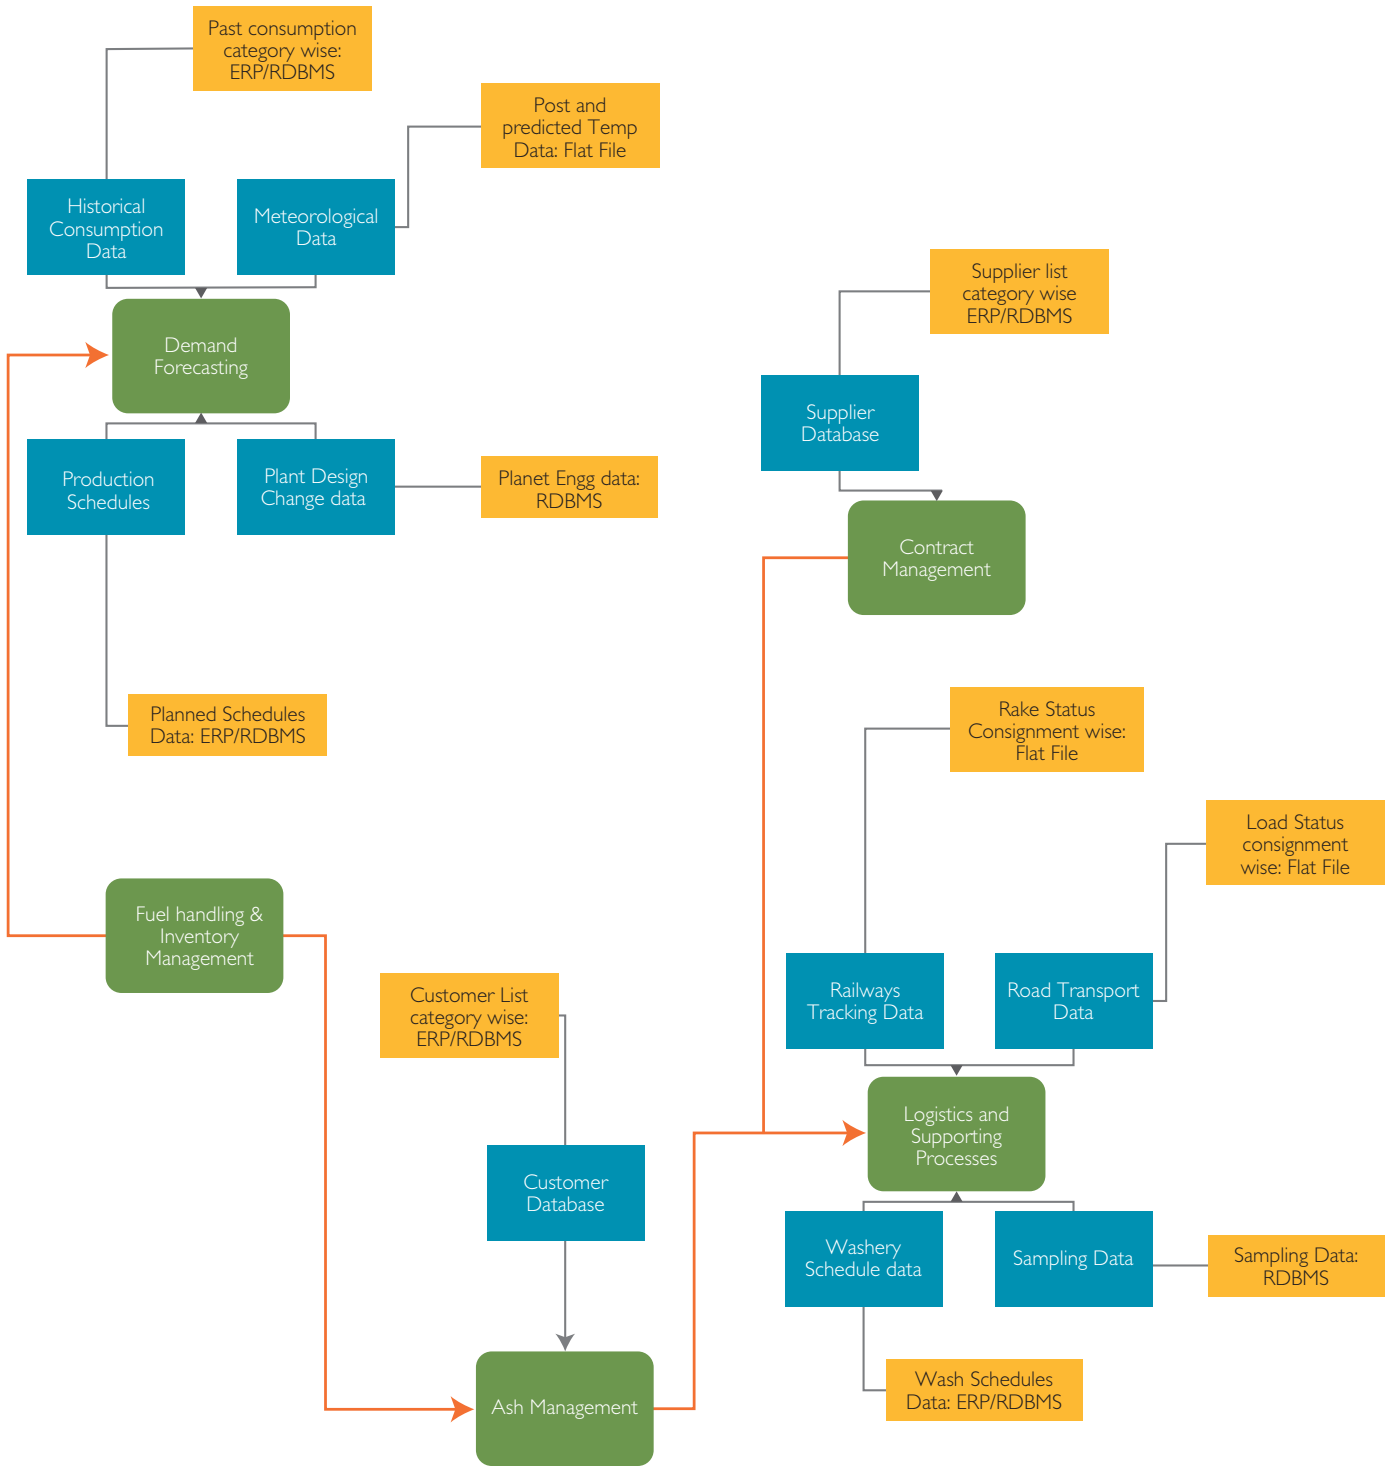 Past consumption
category wise:
ERP/RDBMS
Post and
predicted Temp
Data: Flat File
Historical
Consumption
Data
Meteorological
Data
Supplier list
category wise
ERP/RDBMS
Demand
Forecasting
Supplier
Database
Production
Schedules
Plant Design
Change data
Planet Engg data:
RDBMS
Contract
Management
Planned Schedules
Data: ERP/RDBMS
Rake Status
Consignment wise:
Flat File
Load Status
consignment
wise: Flat File
Fuel handling &
Inventory
Management
Customer List
category wise:
ERP/RDBMS
Railways
Tracking Data
Road Transport
Data
Logistics and
Supporting
Processes
Customer
Database
Washery
Schedule data
Sampling Data
Sampling Data:
RDBMS
Wash Schedules
Data: ERP/RDBMS
Ash Management